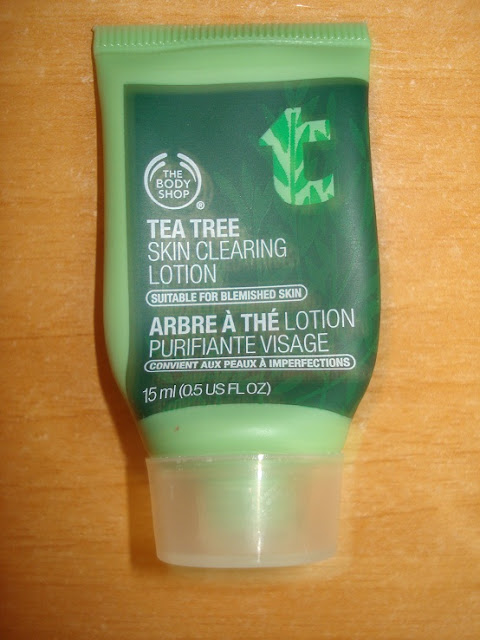 t
THE
BODY
SHOP
®
TEA TREE
SKIN CLEARING
LOTION
SUITABLE FOR BLEMISHED SKIN
ARBRE À THÉ LOTION
PURIFIANTE VISAGE
CONVIENT AUX PEAUX À IMPERFECTIONS
15 ml (0.5 US FL OZ)